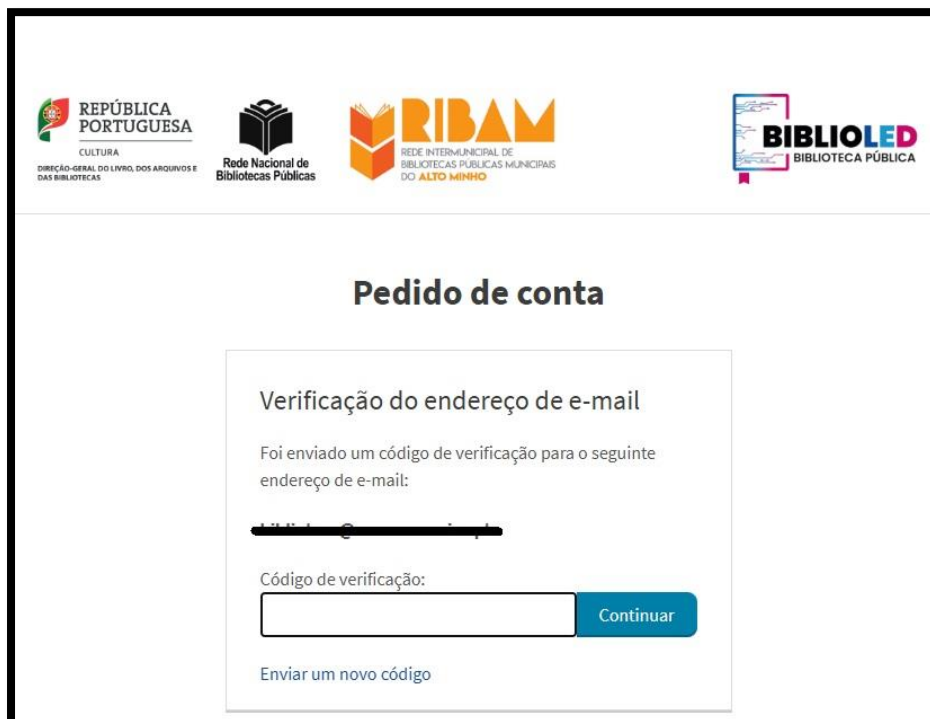 REPÚBLICA
PORTUGUESA
CULTURA
DIREÇÃO-GERAL DO LIVRO, DOS ARQUIVOS E
DAS BIBLIOTECAS
Rede Nacional de
Bibliotecas Públicas
RIBAM
REDE INTERMUNICIPAL DE
BIBLIOTECAS PÚBLICAS MUNICIPAIS
DO ALTO MINHO
BIBLIOLED
BIBLIOTECA PÚBLICA
Pedido de conta
Verificação do endereço de e-mail
Foi enviado um código de verificação para o seguinte
endereço de e-mail:
Código de verificação:
Continuar
Enviar um novo código